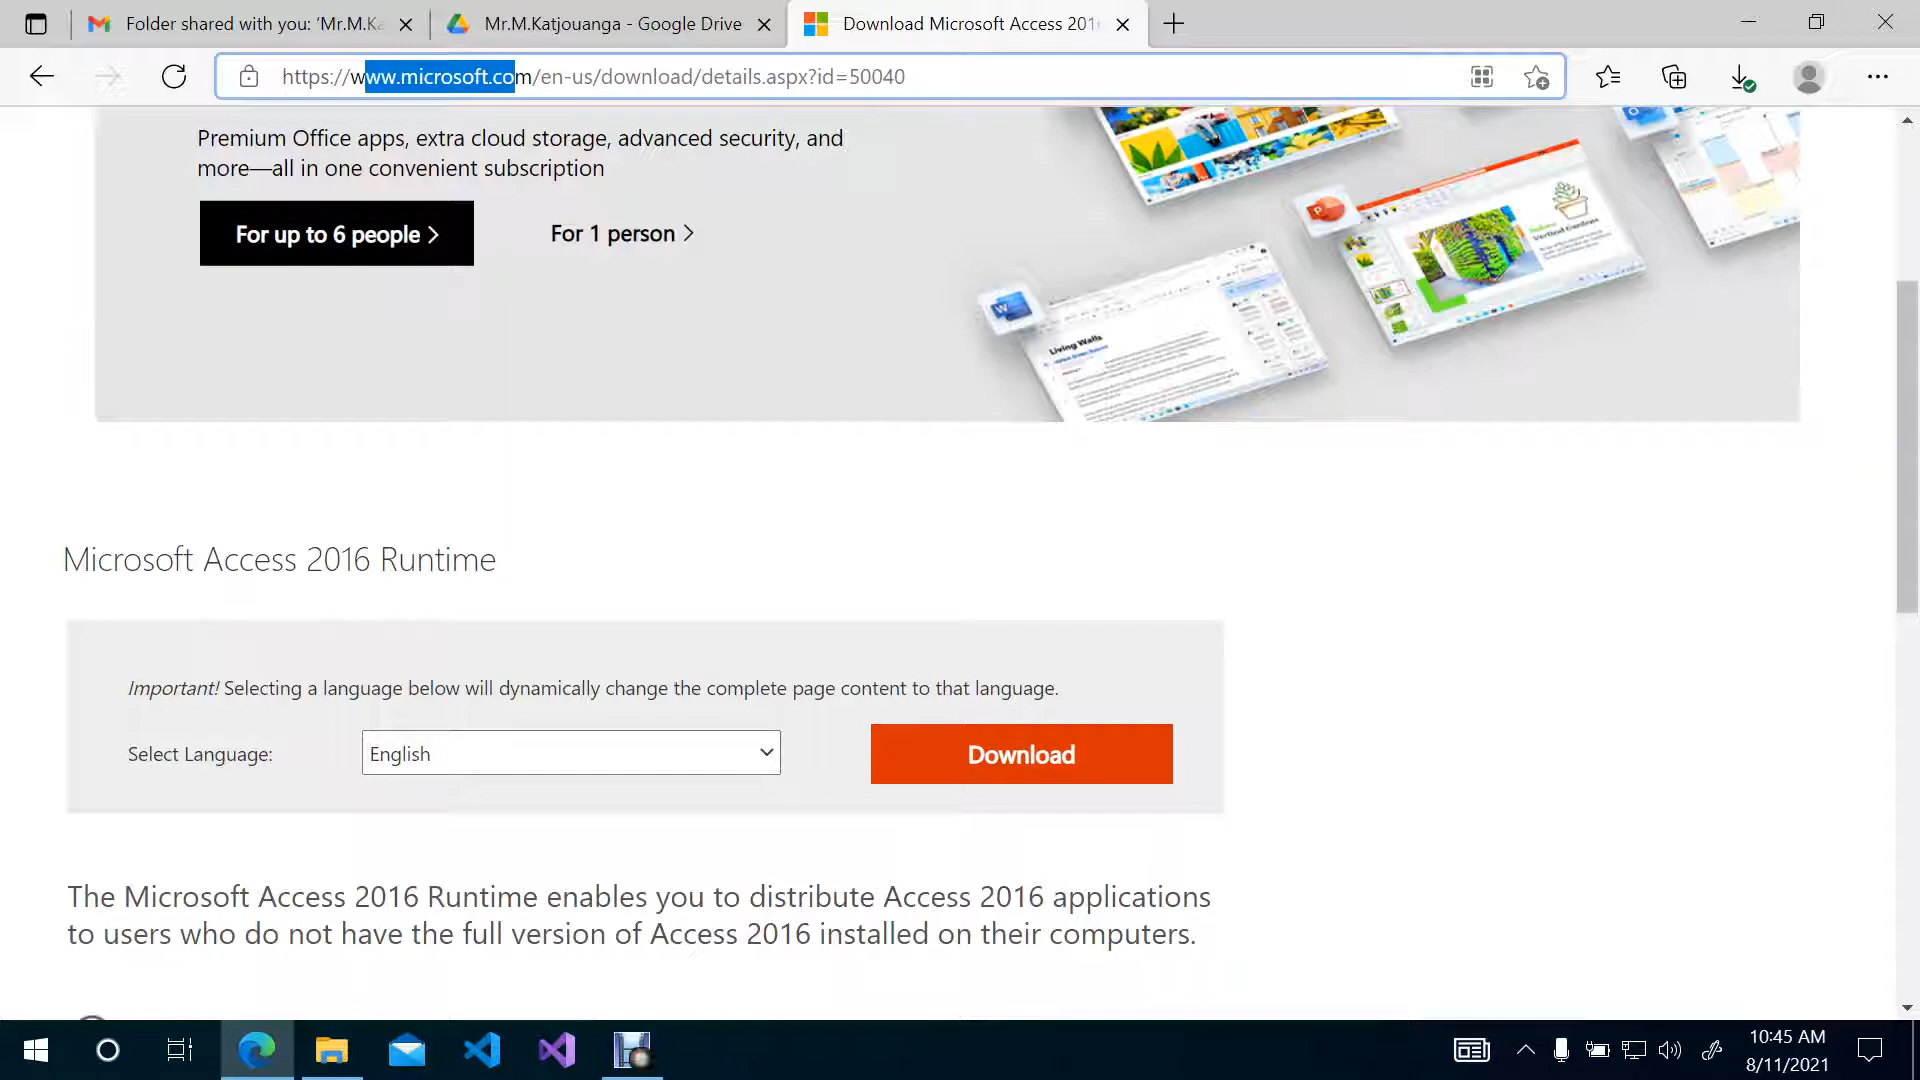 Folder shared with you: 'Mr.M.Ka
Mr.M.Katjouanga - Google Drive
Download Microsoft Access 201
https://www.microsoft.com/en-us/download/details.aspx?id=50040
Premium Office apps, extra cloud storage, advanced security, and
more—all in one convenient subscription
For up to 6 people
For 1 person
Living Walls
Microsoft Access 2016 Runtime
Important! Selecting a language below will dynamically change the complete page content to that language.
Select Language:
English
Download
The Microsoft Access 2016 Runtime enables you to distribute Access 2016 applications
to users who do not have the full version of Access 2016 installed on their computers.
10:45 AM
8/11/2021